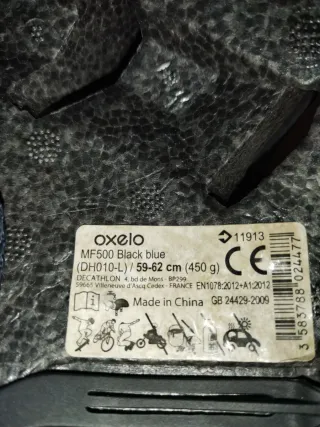 oxelo
11913
MF500 Black blue
(DH010-L) / 59-62 cm (450 g)
CE
DECATHLON 4, bd de Mons - BP299
59665 Villeneuve d'Ascq Cedex - FRANCE EN1078:2012+A1:2012
Made in China GB 24429-2009
3 583788 024477